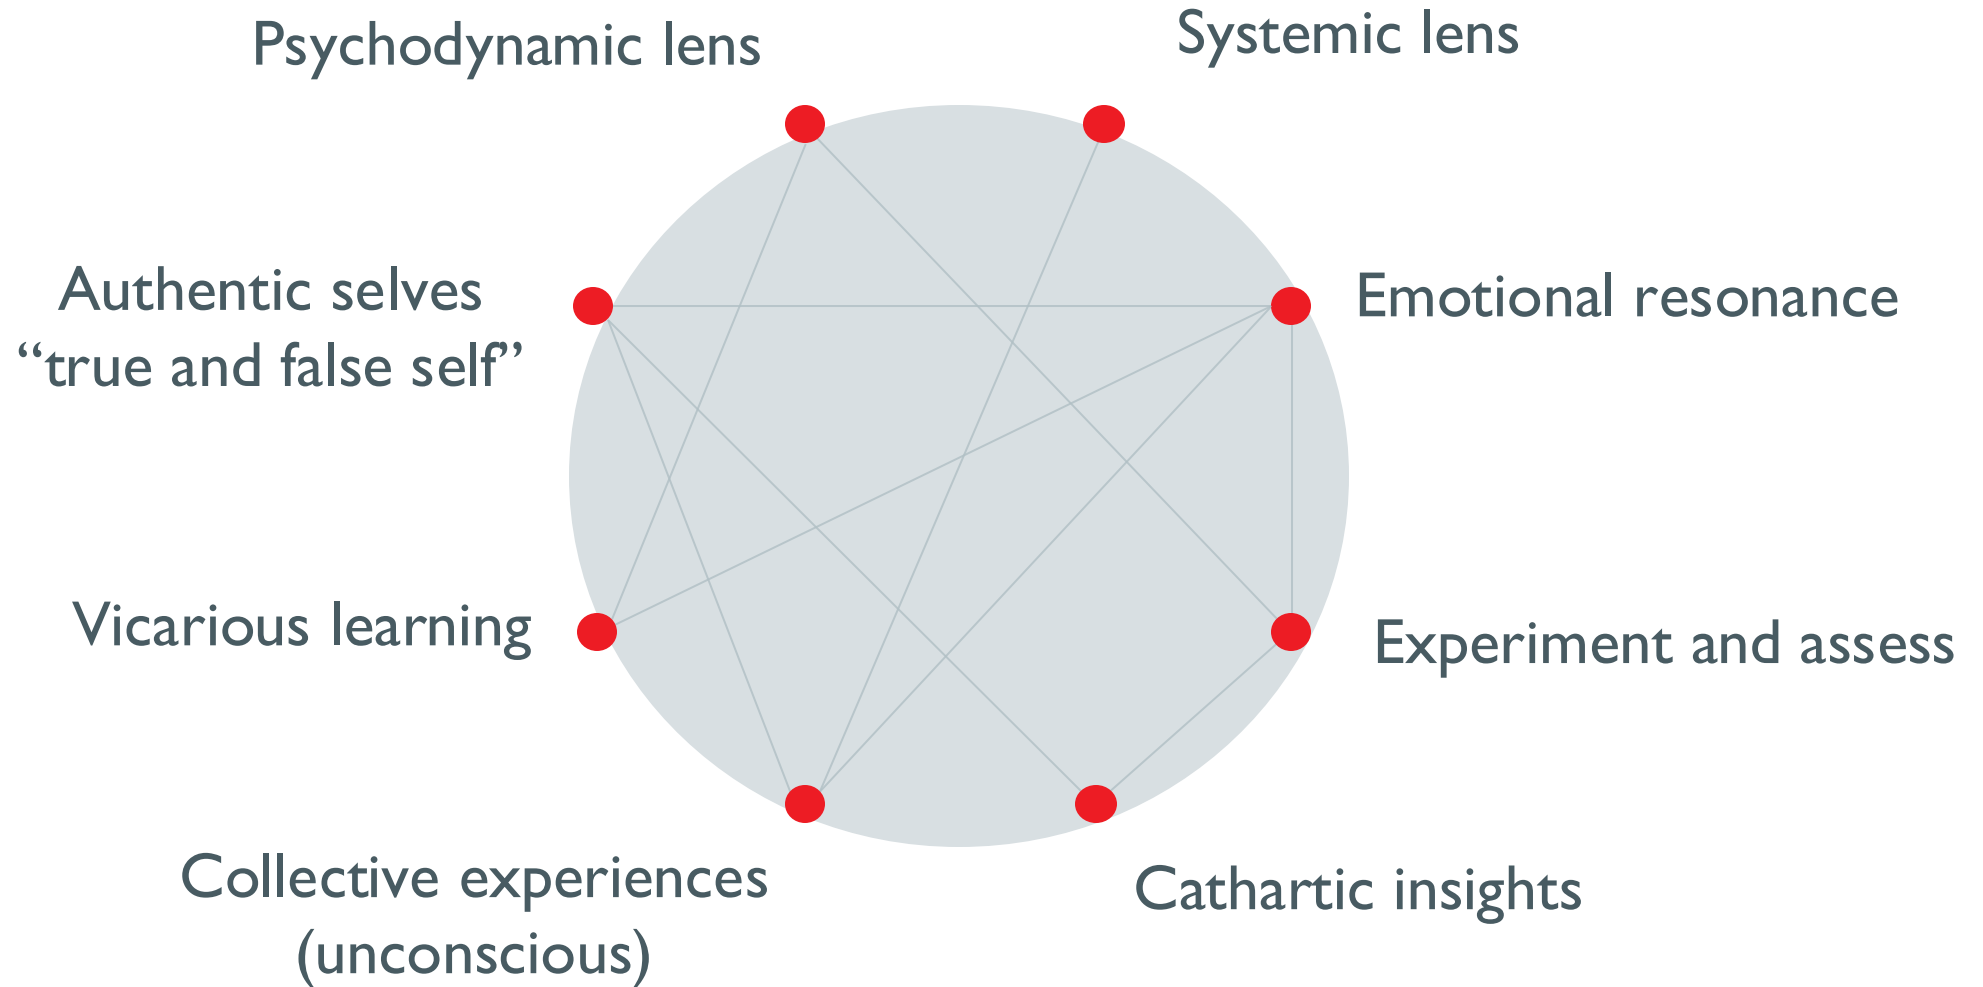 Psychodynamic lens
Systemic lens
Authentic selves
“true and false self”
Emotional resonance
Vicarious learning
Experiment and assess
Collective experiences
(unconscious)
Cathartic insights